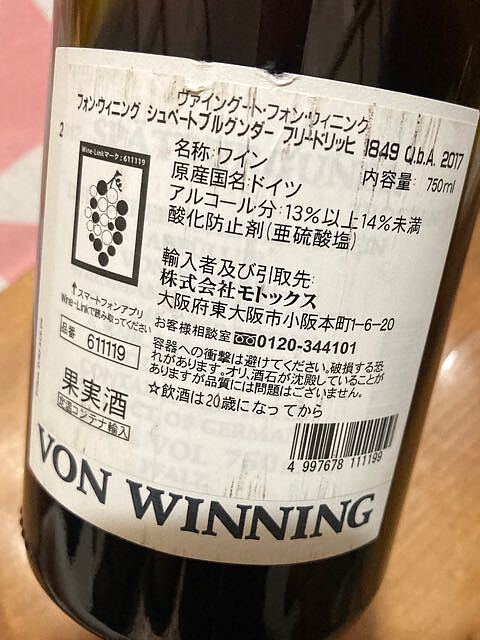 ヴァイングート・フォン・ウィニング
フォン・ウィニング シュペートブルグンダー フリードリッヒ 1849 Q.b.A. 2017
2
Wine-Linkマーク:611119
名称:ワイン
内容量: 750ml
原産国名:ドイツ
アルコール分:13%以上14%未満
酸化防止剤(亜硫酸塩)
輸入者及び引取先:
株式会社モトックス
大阪府東大阪市小阪本町1-6-20
↑スマートフォンアプリ
Wine-Linkで読み取ってください
お客様相談室 0120-344101
品番 611119
容器への衝撃は避けてください。破損する恐
れがあります。オリ、酒石が沈殿していることが
ありますが品質には問題はございません。
☆飲酒は20歳になってから
果実酒
定温コンテナ輸入
4 997678 111199
VON WINNING